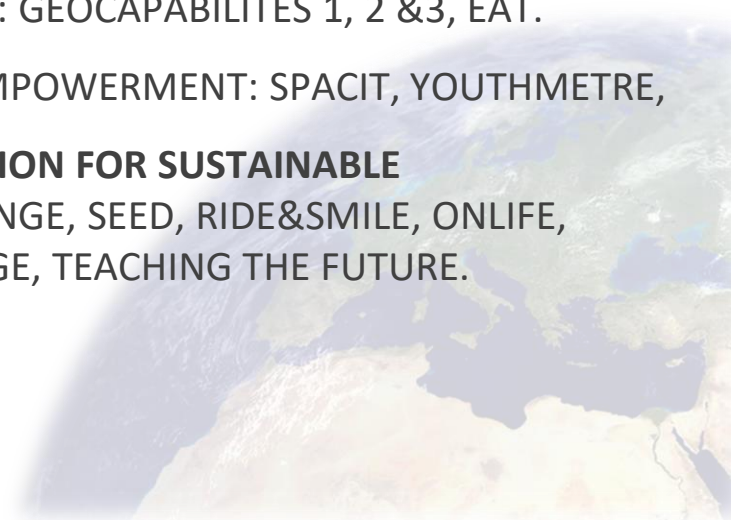 : GEOCAPABILITES 1, 2 &3, EAT.
MPOWERMENT: SPACIT, YOUTHMETRE,
ION FOR SUSTAINABLE
NGE, SEED, RIDE&SMILE, ONLIFE,
GE, TEACHING THE FUTURE.